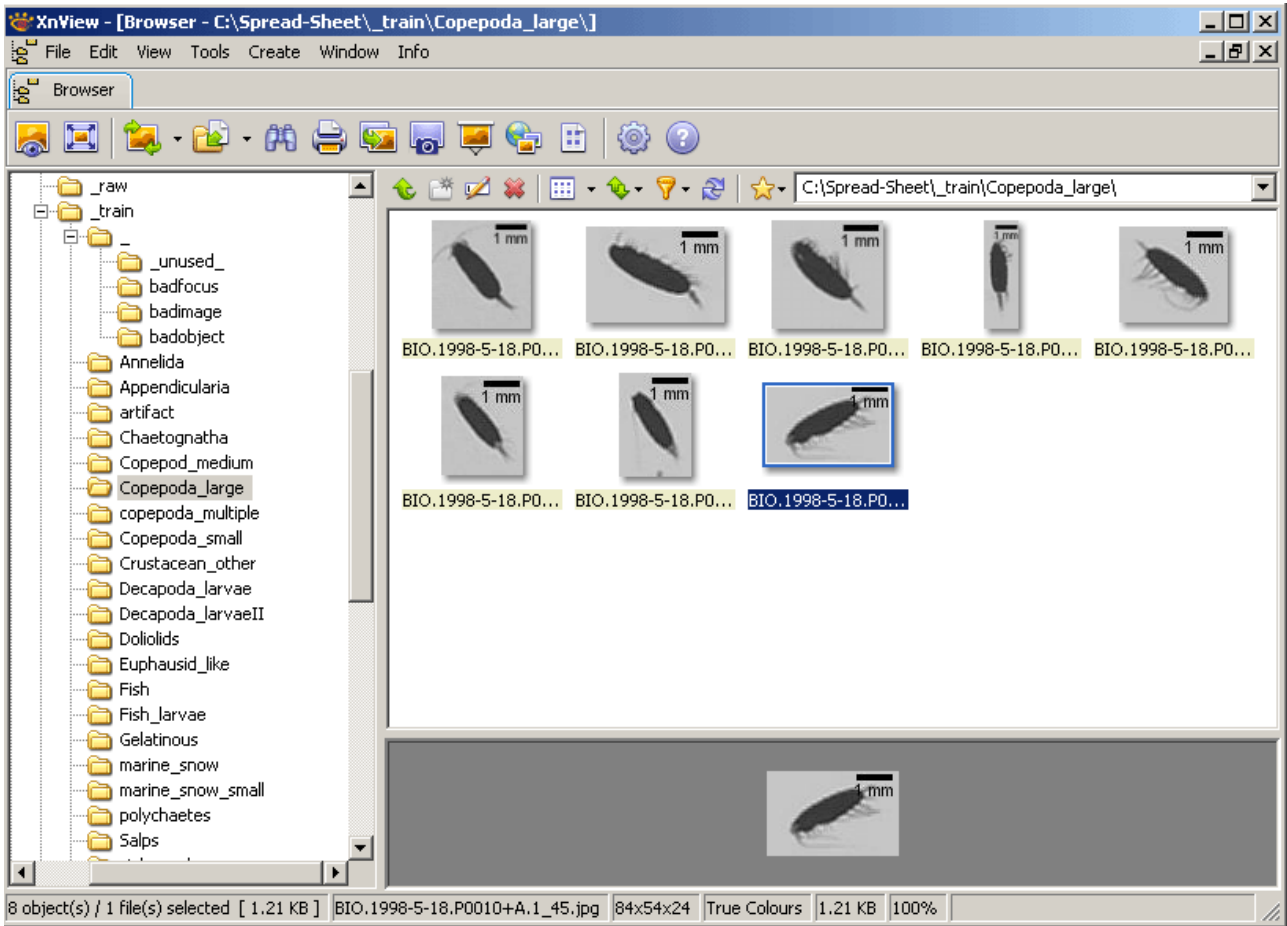 XnView - [Browser - C:\Spread-Sheet\_train\Copepoda_large\]
File Edit View Tools Create Window Info
Browser
C:\Spread-Sheet\_train\Copepoda_large\
_raw
_train
_
_unused_
badfocus
badimage
badobject
Annelida
Appendicularia
artifact
Chaetognatha
Copepod_medium
Copepoda_large
copepoda_multiple
Copepoda_small
Crustacean_other
Decapoda_larvae
Decapoda_larvaeII
Doliolids
Euphausid_like
Fish
Fish_larvae
Gelatinous
marine_snow
marine_snow_small
polychaetes
Salps
1 mm 1 mm 1 mm 1 mm 1 mm
BIO.1998-5-18.P0... BIO.1998-5-18.P0... BIO.1998-5-18.P0... BIO.1998-5-18.P0... BIO.1998-5-18.P0...
1 mm 1 mm 1 mm
BIO.1998-5-18.P0... BIO.1998-5-18.P0... BIO.1998-5-18.P0...
1 mm
8 object(s) / 1 file(s) selected [ 1.21 KB ] BIO.1998-5-18.P0010+A.1_45.jpg 84x54x24 True Colours 1.21 KB 100%